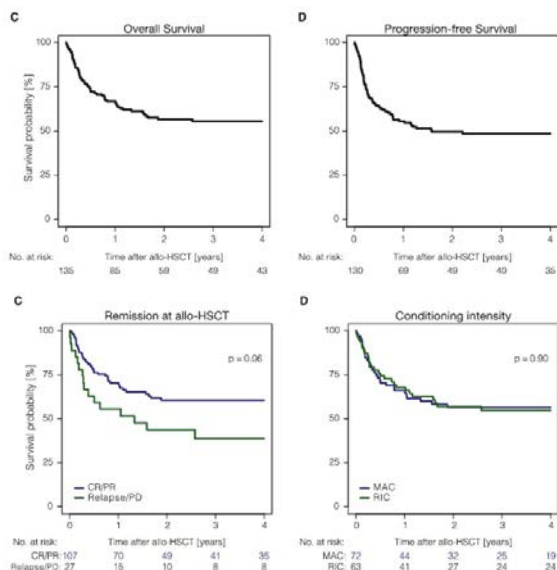 C
Overall Survival
Survival probability [%]
100
75
50
25
0
0 1 2 3 4
No. at risk: Time after allo-HSCT [years]
135 85 59 49 43
D
Progression-free Survival
100
75
50
25
0
0 1 2 3 4
No. at risk: Time after allo-HSCT [years]
130 69 49 40 35
C
Remission at allo-HSCT
Survival probability [%]
100
75
50
25
0
p = 0.06
CR/PR
Relapse/PD
0 1 2 3 4
No. at risk: Time after allo-HSCT [years]
CR/PR: 107 70 49 41 35
Relapse/PD: 27 15 10 8 8
D
Conditioning intensity
100
75
50
25
0
p = 0.90
MAC
RIC
0 1 2 3 4
No. at risk: Time after allo-HSCT [years]
MAC: 72 44 32 25 19
RIC: 63 41 27 24 24